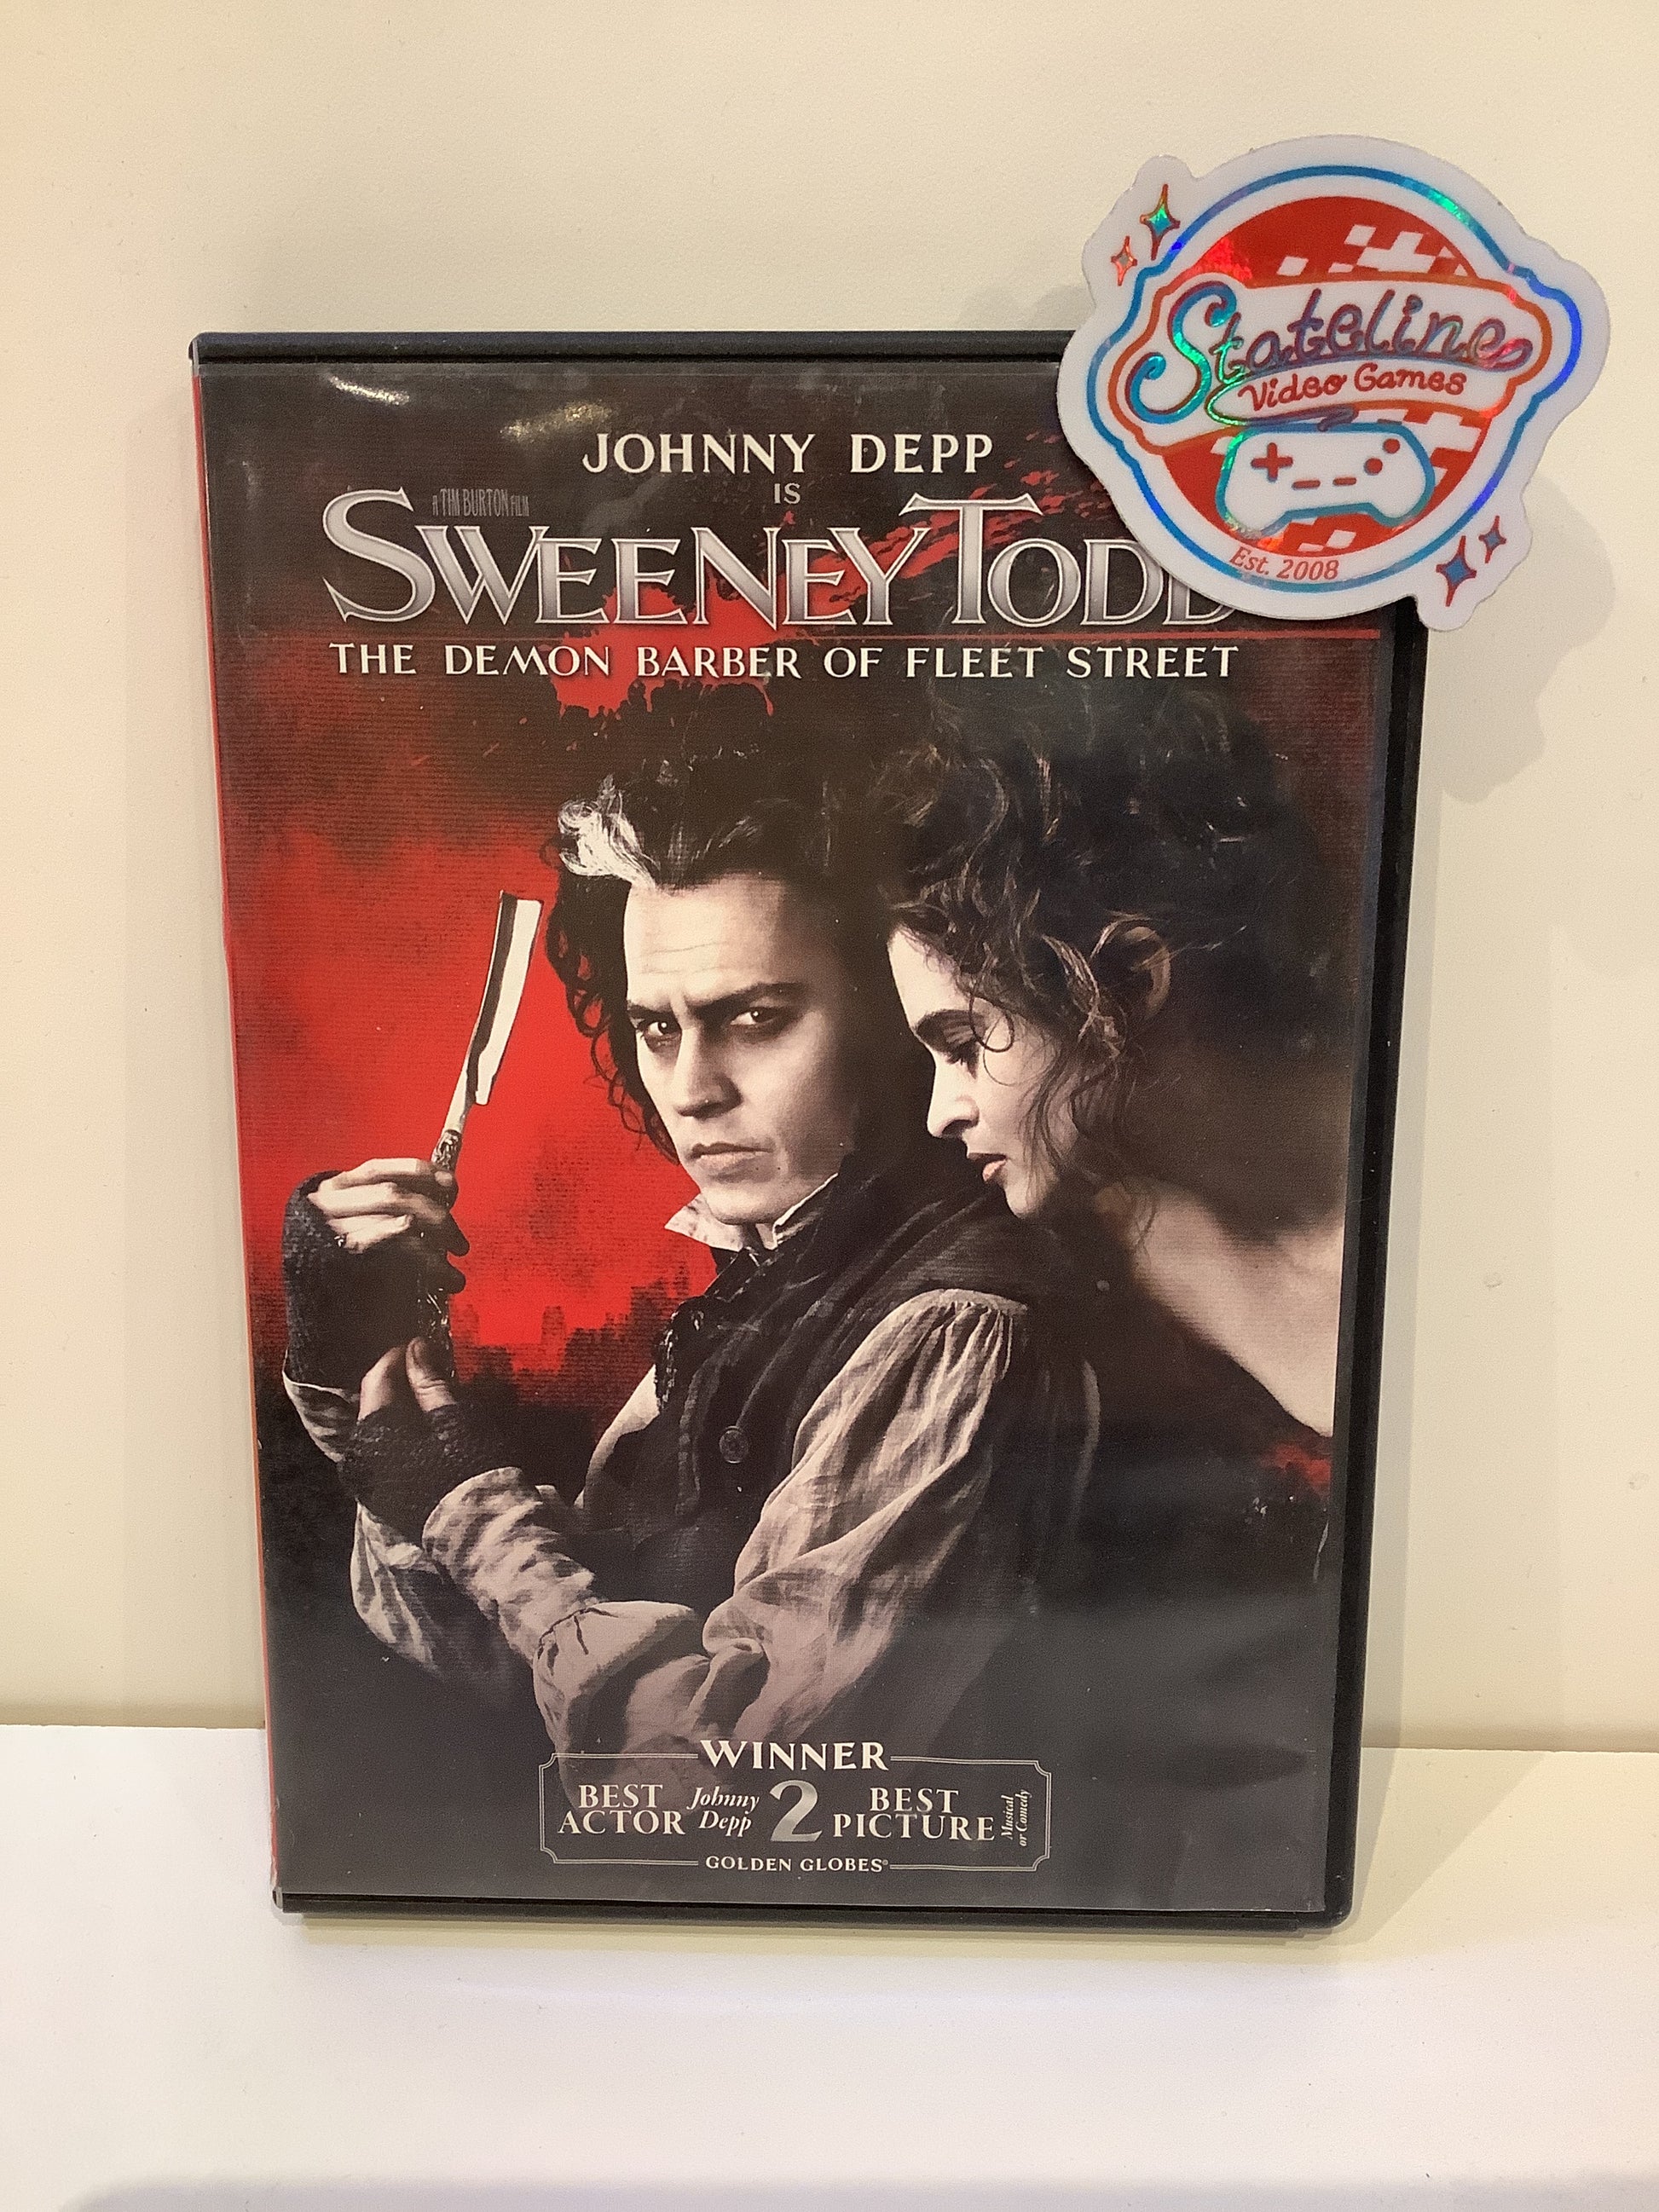 Stateline
Video Games
Est. 2008
JOHNNY DEPP
IS
A TIM BURTON FILM
SWEENEY TODD
THE DEMON BARBER OF FLEET STREET
WINNER
BEST ACTOR Johnny Depp 2 BEST PICTURE Musical or Comedy
GOLDEN GLOBES®